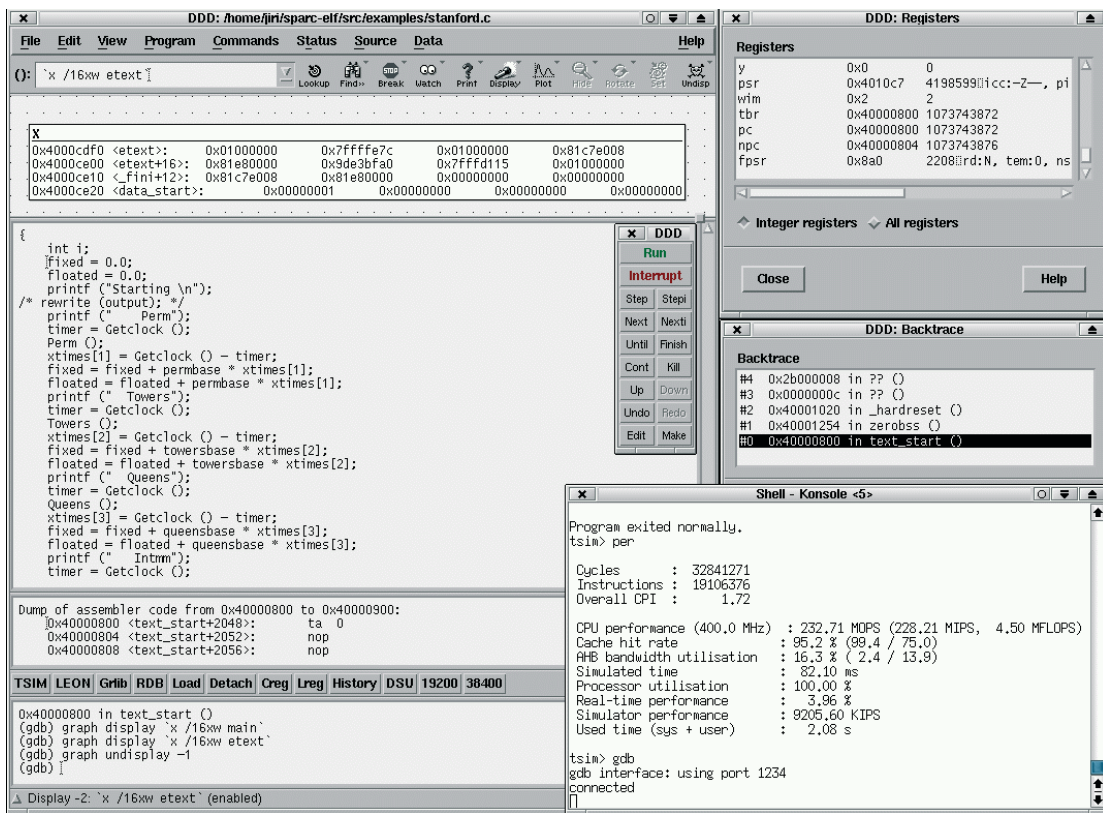 DDD: /home/jiri/sparc-elf/src/examples/stanford.c
File Edit View Program Commands Status Source Data Help
(): `x /16xw etext`
Lookup Find>> Break Watch Print Display Plot Hide Rotate Set Undisp
X
0x4000cdf0 <etext>: 0x01000000 0x7ffffe7c 0x01000000 0x81c7e008
0x4000ce00 <etext+16>: 0x81e80000 0x9de3bfa0 0x7fffd115 0x01000000
0x4000ce10 <_fini+12>: 0x81c7e008 0x81e80000 0x00000000 0x00000000
0x4000ce20 <data_start>: 0x00000001 0x00000000 0x00000000 0x00000000
{
int i;
fixed = 0.0;
floated = 0.0;
printf ("Starting \n");
/* rewrite (output); */
printf ("    Perm");
timer = Getclock ();
Perm ();
xtimes[1] = Getclock () - timer;
fixed = fixed + permbase * xtimes[1];
floated = floated + permbase * xtimes[1];
printf ("  Towers");
timer = Getclock ();
Towers ();
xtimes[2] = Getclock () - timer;
fixed = fixed + towersbase * xtimes[2];
floated = floated + towersbase * xtimes[2];
printf ("  Queens");
timer = Getclock ();
Queens ();
xtimes[3] = Getclock () - timer;
fixed = fixed + queensbase * xtimes[3];
floated = floated + queensbase * xtimes[3];
printf ("   Intmm");
timer = Getclock ();
DDD
Run
Interrupt
Step Stepi
Next Nexti
Until Finish
Cont Kill
Up Down
Undo Redo
Edit Make
Dump of assembler code from 0x40000800 to 0x40000900:
0x40000800 <text_start+2048>: ta 0
0x40000804 <text_start+2052>: nop
0x40000808 <text_start+2056>: nop
TSIM LEON Grlib RDB Load Detach Creg Lreg History DSU 19200 38400
0x40000800 in text_start ()
(gdb) graph display `x /16xw main`
(gdb) graph display `x /16xw etext`
(gdb) graph undisplay -1
(gdb)
Display -2: `x /16xw etext` (enabled)
DDD: Registers
Registers
y 0x0 0
psr 0x4010c7 4198599 icc:-Z--, pi
wim 0x2 2
tbr 0x40000800 1073743872
pc 0x40000800 1073743872
npc 0x40000804 1073743876
fpsr 0x8a0 2208 rd:N, tem:0, ns
Integer registers All registers
Close Help
DDD: Backtrace
Backtrace
#4 0x2b000008 in ?? ()
#3 0x0000000c in ?? ()
#2 0x40001020 in _hardreset ()
#1 0x40001254 in zerobss ()
#0 0x40000800 in text_start ()
Shell - Konsole <5>
Program exited normally.
tsim> per
Cycles : 32841271
Instructions : 19106376
Overall CPI : 1.72
CPU performance (400.0 MHz) : 232.71 MOPS (228.21 MIPS, 4.50 MFLOPS)
Cache hit rate : 95.2 % (99.4 / 75.0)
AHB bandwidth utilisation : 16.3 % ( 2.4 / 13.9)
Simulated time : 82.10 ms
Processor utilisation : 100.00 %
Real-time performance : 3.96 %
Simulator performance : 9205.60 KIPS
Used time (sys + user) : 2.08 s
tsim> gdb
gdb interface: using port 1234
connected